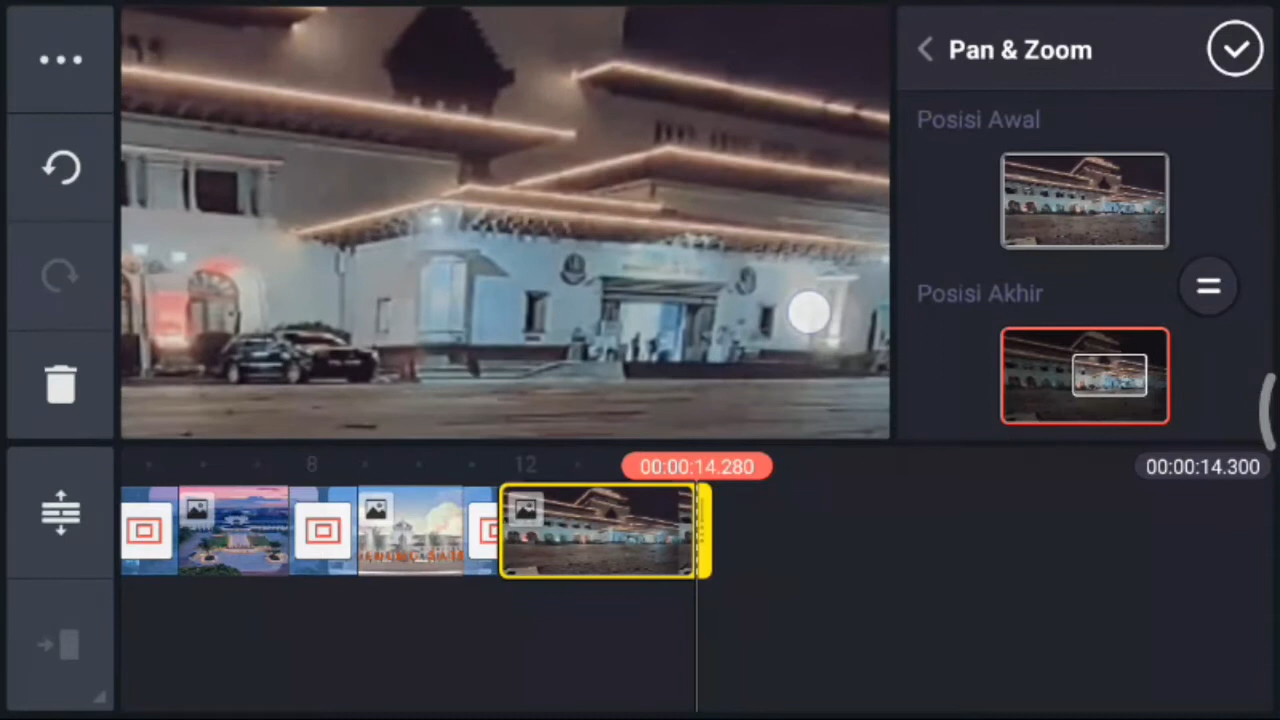 Pan & Zoom
Posisi Awal
Posisi Akhir
8
12
00:00:14.280
00:00:14.300